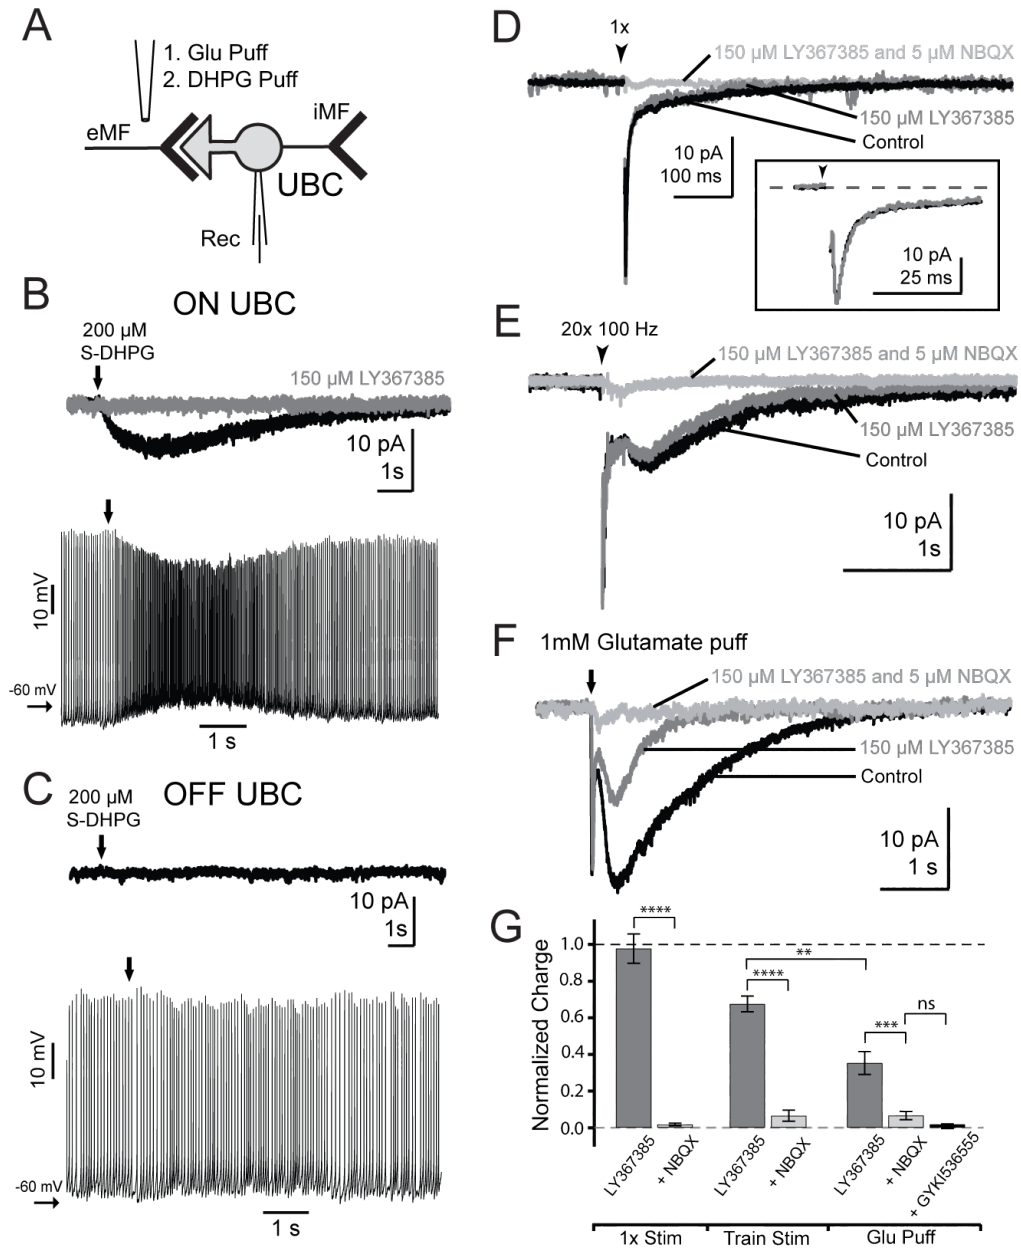 A
1. Glu Puff
2. DHPG Puff
eMF
iMF
UBC
Rec
B
ON UBC
200 µM
S-DHPG
150 µM LY367385
10 pA
1s
10 mV
-60 mV
1 s
C
OFF UBC
200 µM
S-DHPG
10 pA
1s
10 mV
-60 mV
1 s
D
1x
150 µM LY367385 and 5 µM NBQX
150 µM LY367385
Control
10 pA
100 ms
10 pA
25 ms
E
20x 100 Hz
150 µM LY367385 and 5 µM NBQX
150 µM LY367385
Control
10 pA
1s
F
1mM Glutamate puff
150 µM LY367385 and 5 µM NBQX
150 µM LY367385
Control
10 pA
1 s
G
Normalized Charge
1.0
0.8
0.6
0.4
0.2
0.0
****
****
**
***
ns
LY367385
+ NBQX
LY367385
+ NBQX
LY367385
+ NBQX
+ GYKI536555
1x Stim
Train Stim
Glu Puff